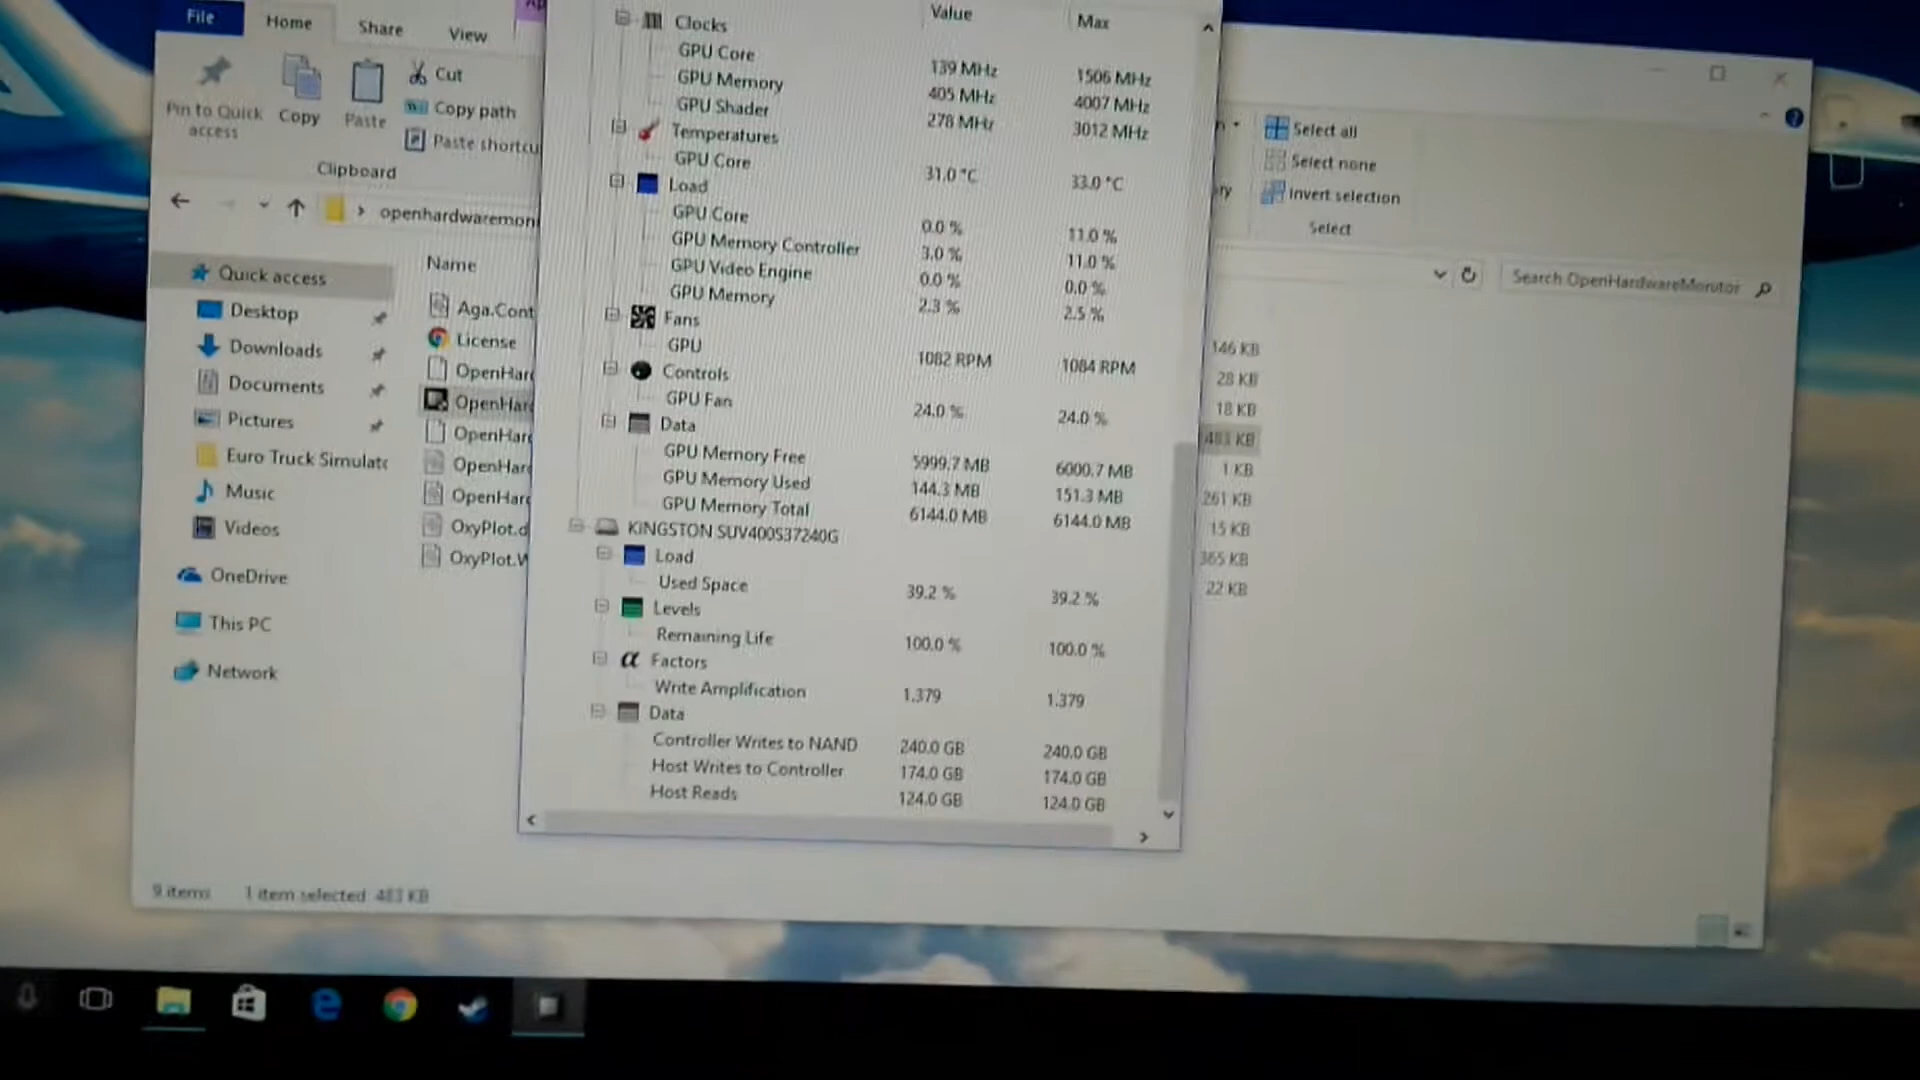 File
Home
Share
View
Pin to Quick access
Copy
Paste
Cut
Copy path
Paste shortcu
Clipboard
openhardwaremon
Quick access
Desktop
Downloads
Documents
Pictures
Euro Truck Simulato
Music
Videos
OneDrive
This PC
Network
Name
Aga.Cont
License
OpenHar
OpenHar
OpenHar
OpenHar
OpenHar
OxyPlot.d
OxyPlot.W
9 items 1 item selected 483 KB
Value Max
Clocks
GPU Core 139 MHz 1506 MHz
GPU Memory 405 MHz 4007 MHz
GPU Shader 278 MHz 3012 MHz
Temperatures
GPU Core 31.0 °C 33.0 °C
Load
GPU Core 0.0 % 11.0 %
GPU Memory Controller 3.0 % 11.0 %
GPU Video Engine 0.0 % 0.0 %
GPU Memory 2.3 % 2.5 %
Fans
GPU 1082 RPM 1084 RPM
Controls
GPU Fan 24.0 % 24.0 %
Data
GPU Memory Free 5999.7 MB 6000.7 MB
GPU Memory Used 144.3 MB 151.3 MB
GPU Memory Total 6144.0 MB 6144.0 MB
KINGSTON SUV400S37240G
Load
Used Space 39.2 % 39.2 %
Levels
Remaining Life 100.0 % 100.0 %
Factors
Write Amplification 1.379 1.379
Data
Controller Writes to NAND 240.0 GB 240.0 GB
Host Writes to Controller 174.0 GB 174.0 GB
Host Reads 124.0 GB 124.0 GB
Select all
Select none
Invert selection
Select
Search OpenHardwareMonitor
146 KB
28 KB
18 KB
483 KB
1 KB
261 KB
15 KB
365 KB
22 KB